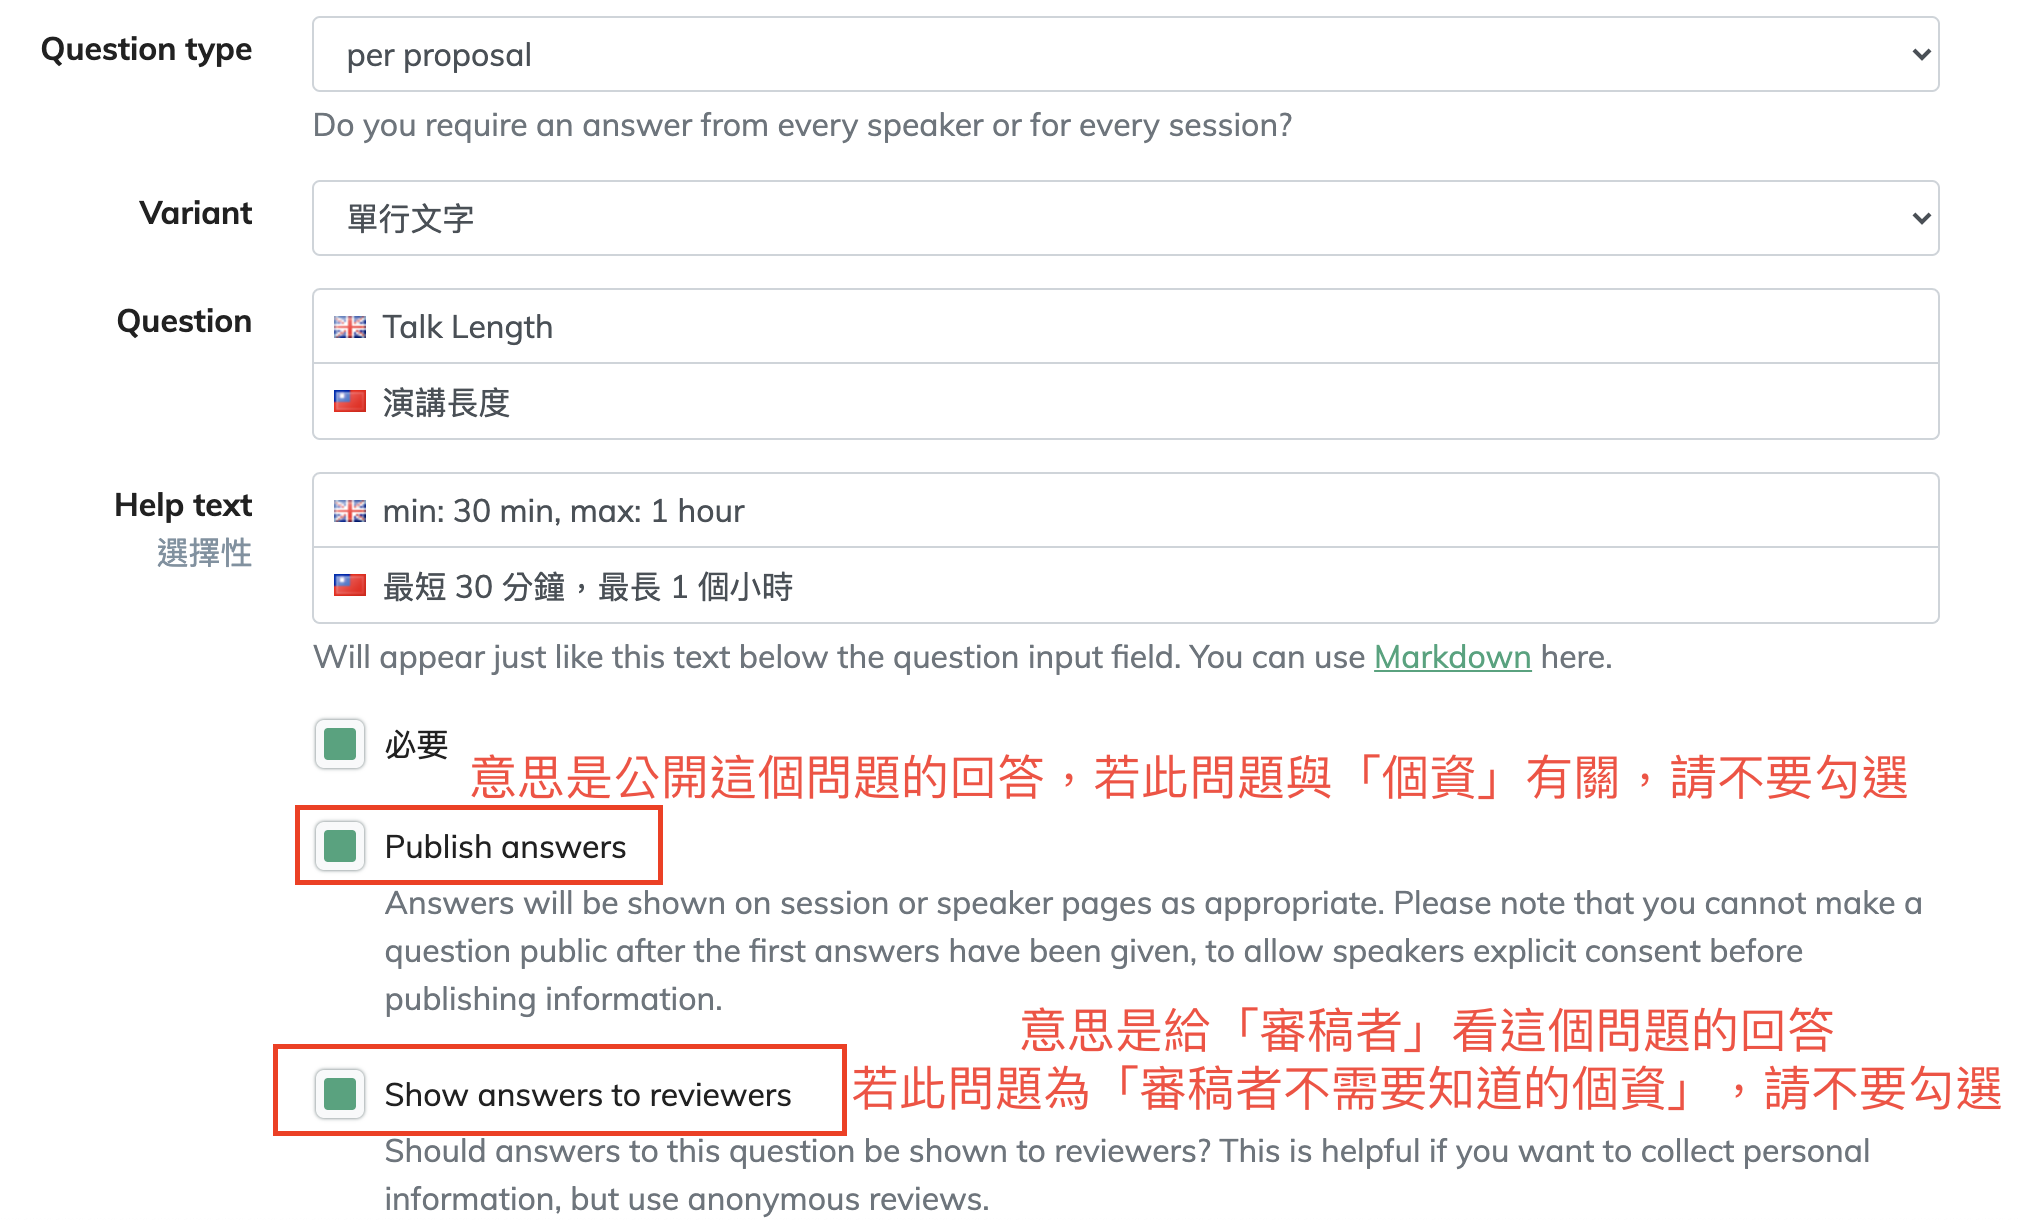 Question type
per proposal
Do you require an answer from every speaker or for every session?
Variant
單行文字
Question
Talk Length
演講長度
Help text
選擇性
min: 30 min, max: 1 hour
最短 30 分鐘，最長 1 個小時
Will appear just like this text below the question input field. You can use Markdown here.
必要
意思是公開這個問題的回答，若此問題與「個資」有關，請不要勾選
Publish answers
Answers will be shown on session or speaker pages as appropriate. Please note that you cannot make a
question public after the first answers have been given, to allow speakers explicit consent before
publishing information.
意思是給「審稿者」看這個問題的回答
Show answers to reviewers
若此問題為「審稿者不需要知道的個資」，請不要勾選
Should answers to this question be shown to reviewers? This is helpful if you want to collect personal
information, but use anonymous reviews.